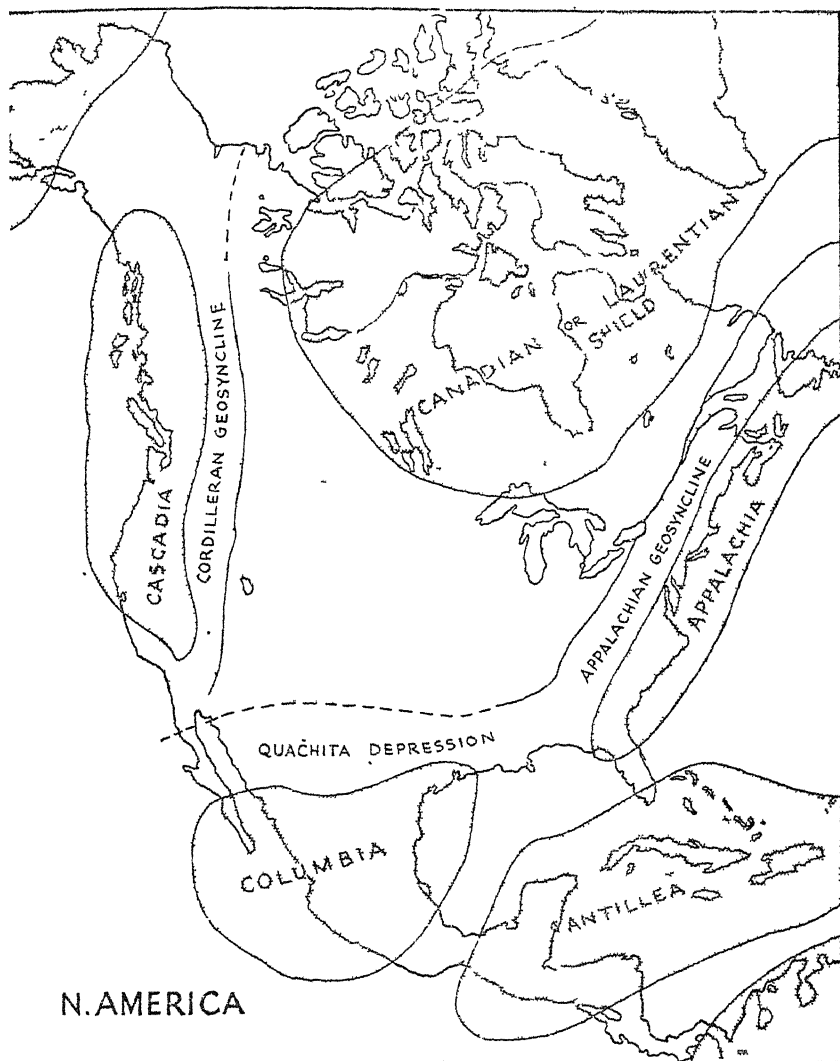 CANADIAN OR LAURENTIAN
SHIELD
CORDILLERAN GEOSYNCLINE
CASCADIA
APPALACHIAN GEOSYNCLINE
APPALACHIA
QUACHITA DEPRESSION
COLUMBIA
ANTILLEA
N. AMERICA